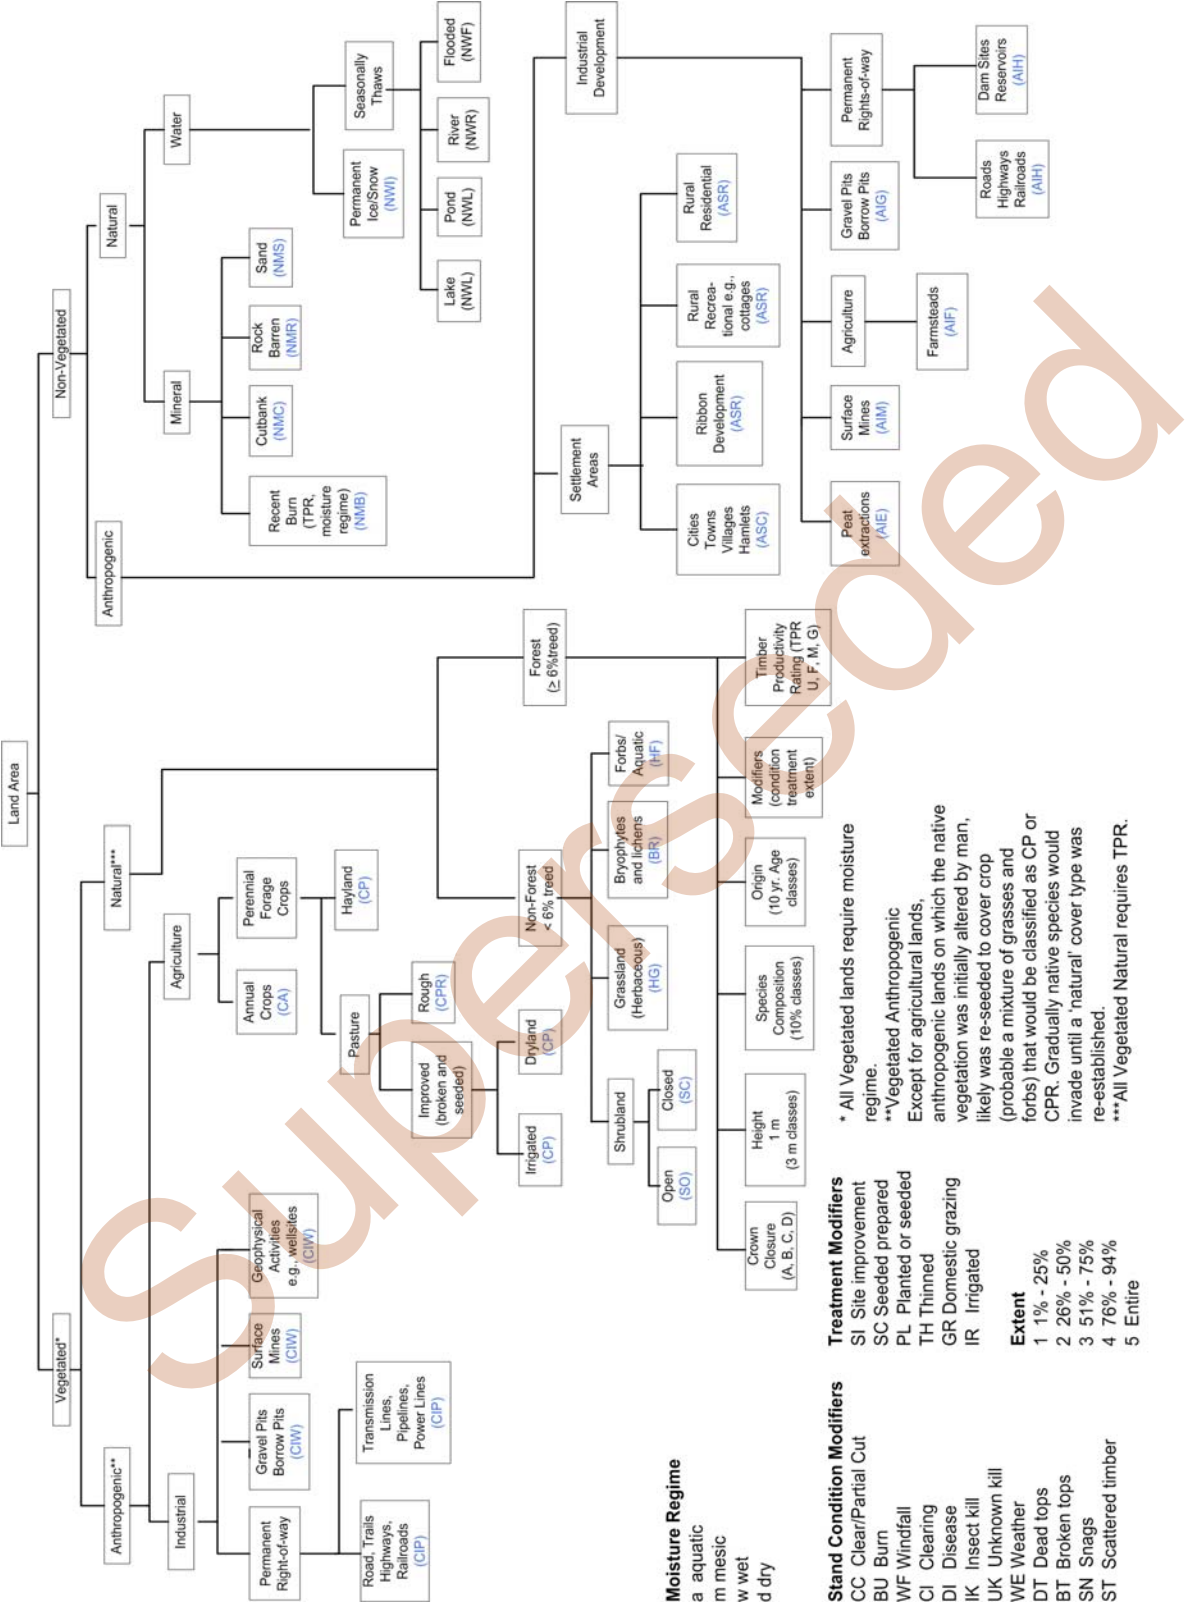 Land Area
Vegetated*
Non-Vegetated
Anthropogenic**
Natural***
Anthropogenic
Natural
Industrial
Agriculture
Mineral
Water
Permanent
Right-of-way
Gravel Pits
Borrow Pits
(CIW)
Surface
Mines
(CIW)
Geophysical
Activities
e.g., wellsites
(CIW)
Annual
Crops
(CA)
Perennial
Forage
Crops
Recent
Burn
(TPR,
moisture
regime)
(NMB)
Cutbank
(NMC)
Rock
Barren
(NMR)
Sand
(NMS)
Permanent
Ice/Snow
(NWI)
Seasonally
Thaws
Road, Trails
Highways,
Railroads
(CIP)
Transmission
Lines,
Pipelines,
Power Lines
(CIP)
Pasture
Hayland
(CP)
Lake
(NWL)
Pond
(NWL)
River
(NWR)
Flooded
(NWF)
Improved
(broken and
seeded)
Rough
(CPR)
Irrigated
(CP)
Dryland
(CP)
Non-Forest
< 6% treed
Forest
(≥ 6%treed)
Settlement
Areas
Industrial
Development
Shrubland
Grassland
(Herbaceous)
(HG)
Bryophytes
and lichens
(BR)
Forbs/
Aquatic
(HF)
Open
(SO)
Closed
(SC)
Cities
Towns
Villages
Hamlets
(ASC)
Ribbon
Development
(ASR)
Rural
Recrea-
tional e.g.,
cottages
(ASR)
Rural
Residential
(ASR)
Crown
Closure
(A, B, C, D)
Height
1 m
(3 m classes)
Species
Composition
(10% classes)
Origin
(10 yr. Age
classes)
Modifiers
(condition
treatment
extent)
Timber
Productivity
Rating (TPR
U, F, M, G)
Peat
extractions
(AIE)
Surface
Mines
(AIM)
Agriculture
Gravel Pits
Borrow Pits
(AIG)
Permanent
Rights-of-way
Farmsteads
(AIF)
Roads
Highways
Railroads
(AIH)
Dam Sites
Reservoirs
(AIH)
Moisture Regime
a aquatic
m mesic
w wet
d dry
Stand Condition Modifiers
CC Clear/Partial Cut
BU Burn
WF Windfall
CI Clearing
DI Disease
IK Insect kill
UK Unknown kill
WE Weather
DT Dead tops
BT Broken tops
SN Snags
ST Scattered timber
Treatment Modifiers
SI Site improvement
SC Seeded prepared
PL Planted or seeded
TH Thinned
GR Domestic grazing
IR Irrigated
Extent
1 1% - 25%
2 26% - 50%
3 51% - 75%
4 76% - 94%
5 Entire
* All Vegetated lands require moisture
regime.
**Vegetated Anthropogenic
Except for agricultural lands,
anthropogenic lands on which the native
vegetation was initially altered by man,
likely was re-seeded to cover crop
(probable a mixture of grasses and
forbs) that would be classified as CP or
CPR. Gradually native species would
invade until a 'natural' cover type was
re-established.
***All Vegetated Natural requires TPR.
Superseded